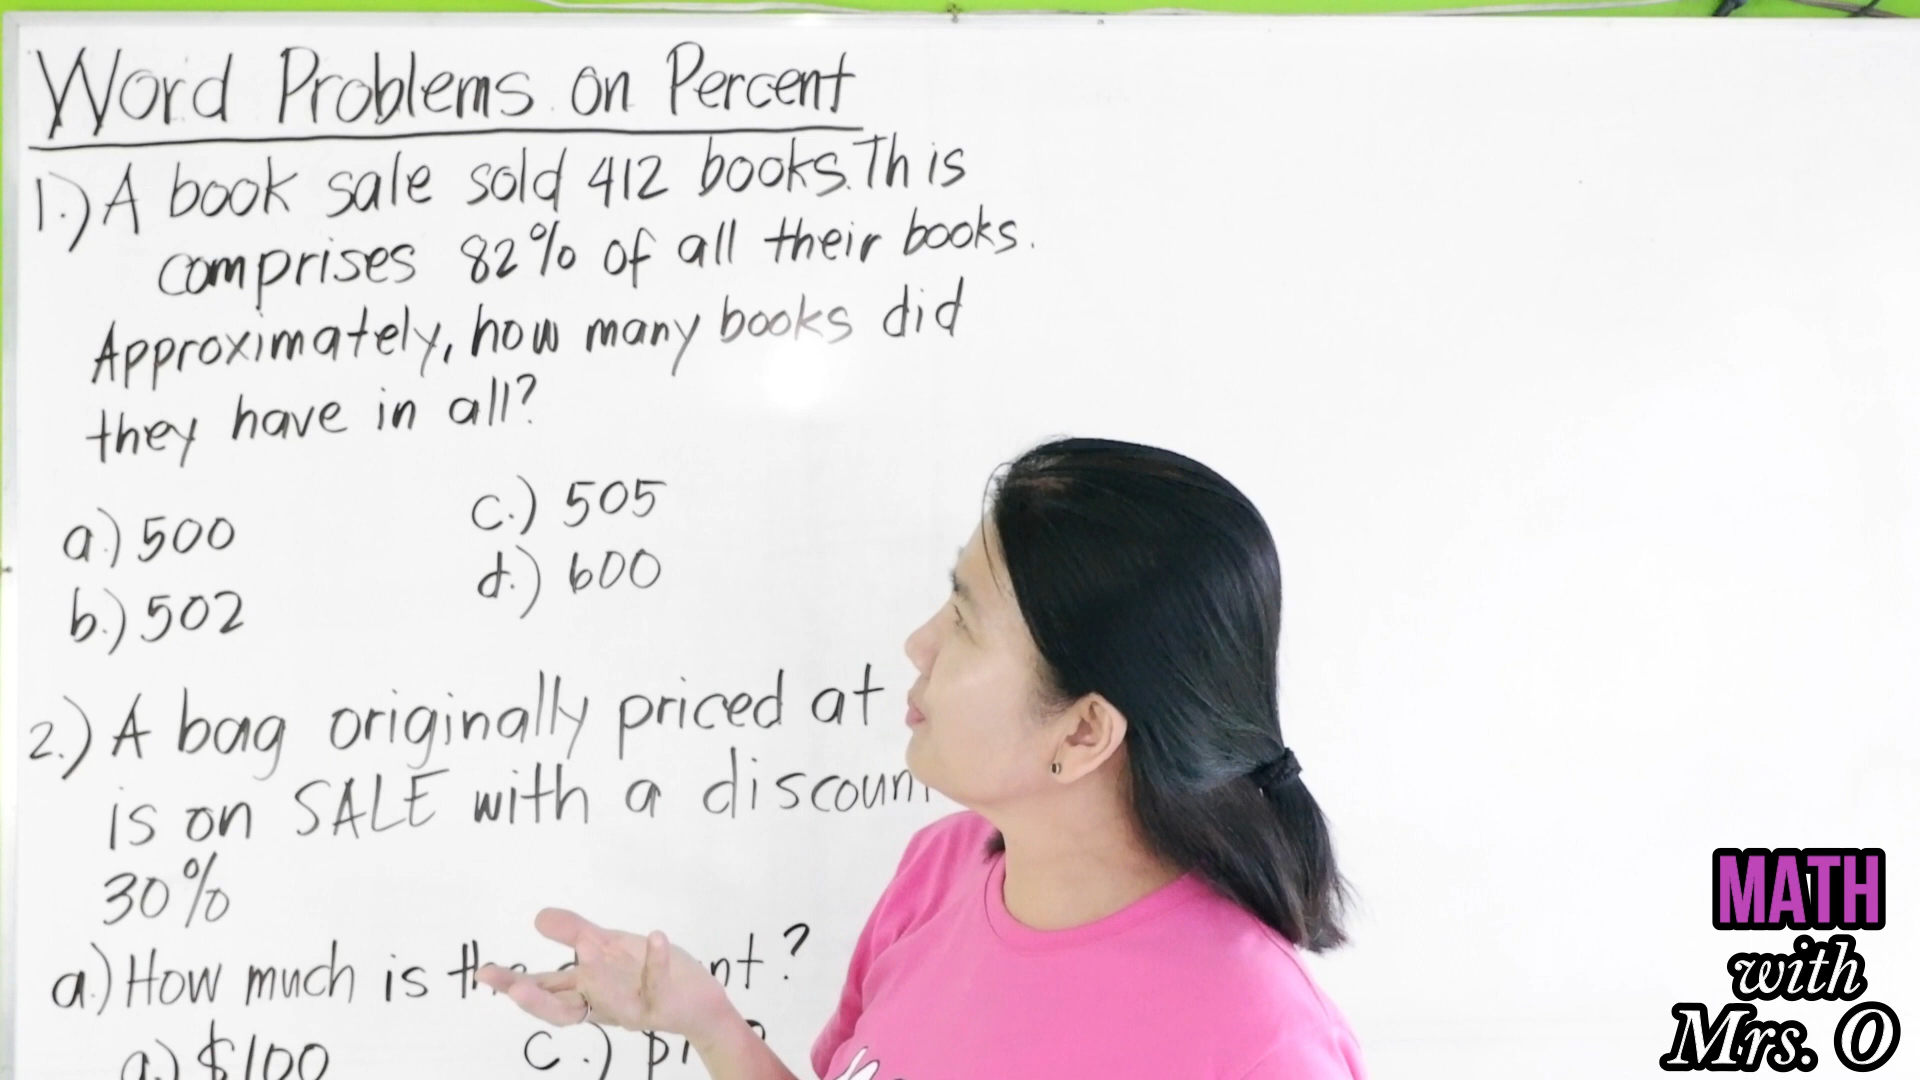 Word Problems on Percent
1.) A book sale sold 412 books. This
comprises 82% of all their books.
Approximately, how many books did
they have in all?
a.) 500
c.) 505
b.) 502
d.) 600
2.) A bag originally priced at
is on SALE with a
30%
a.) How much is
?
a.) $100
c.)
MATH
with
Mrs. O